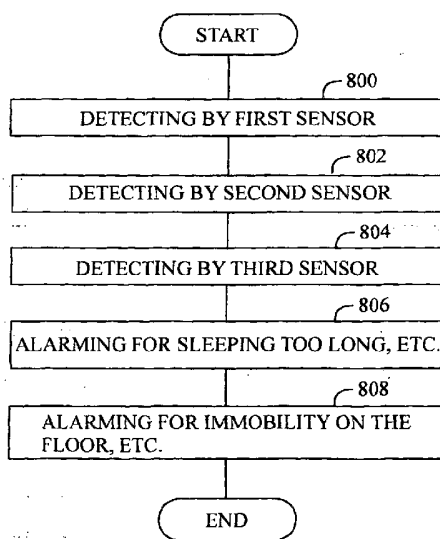 START
800
DETECTING BY FIRST SENSOR
802
DETECTING BY SECOND SENSOR
804
DETECTING BY THIRD SENSOR
806
ALARMING FOR SLEEPING TOO LONG, ETC.
808
ALARMING FOR IMMOBILITY ON THE
FLOOR, ETC.
END